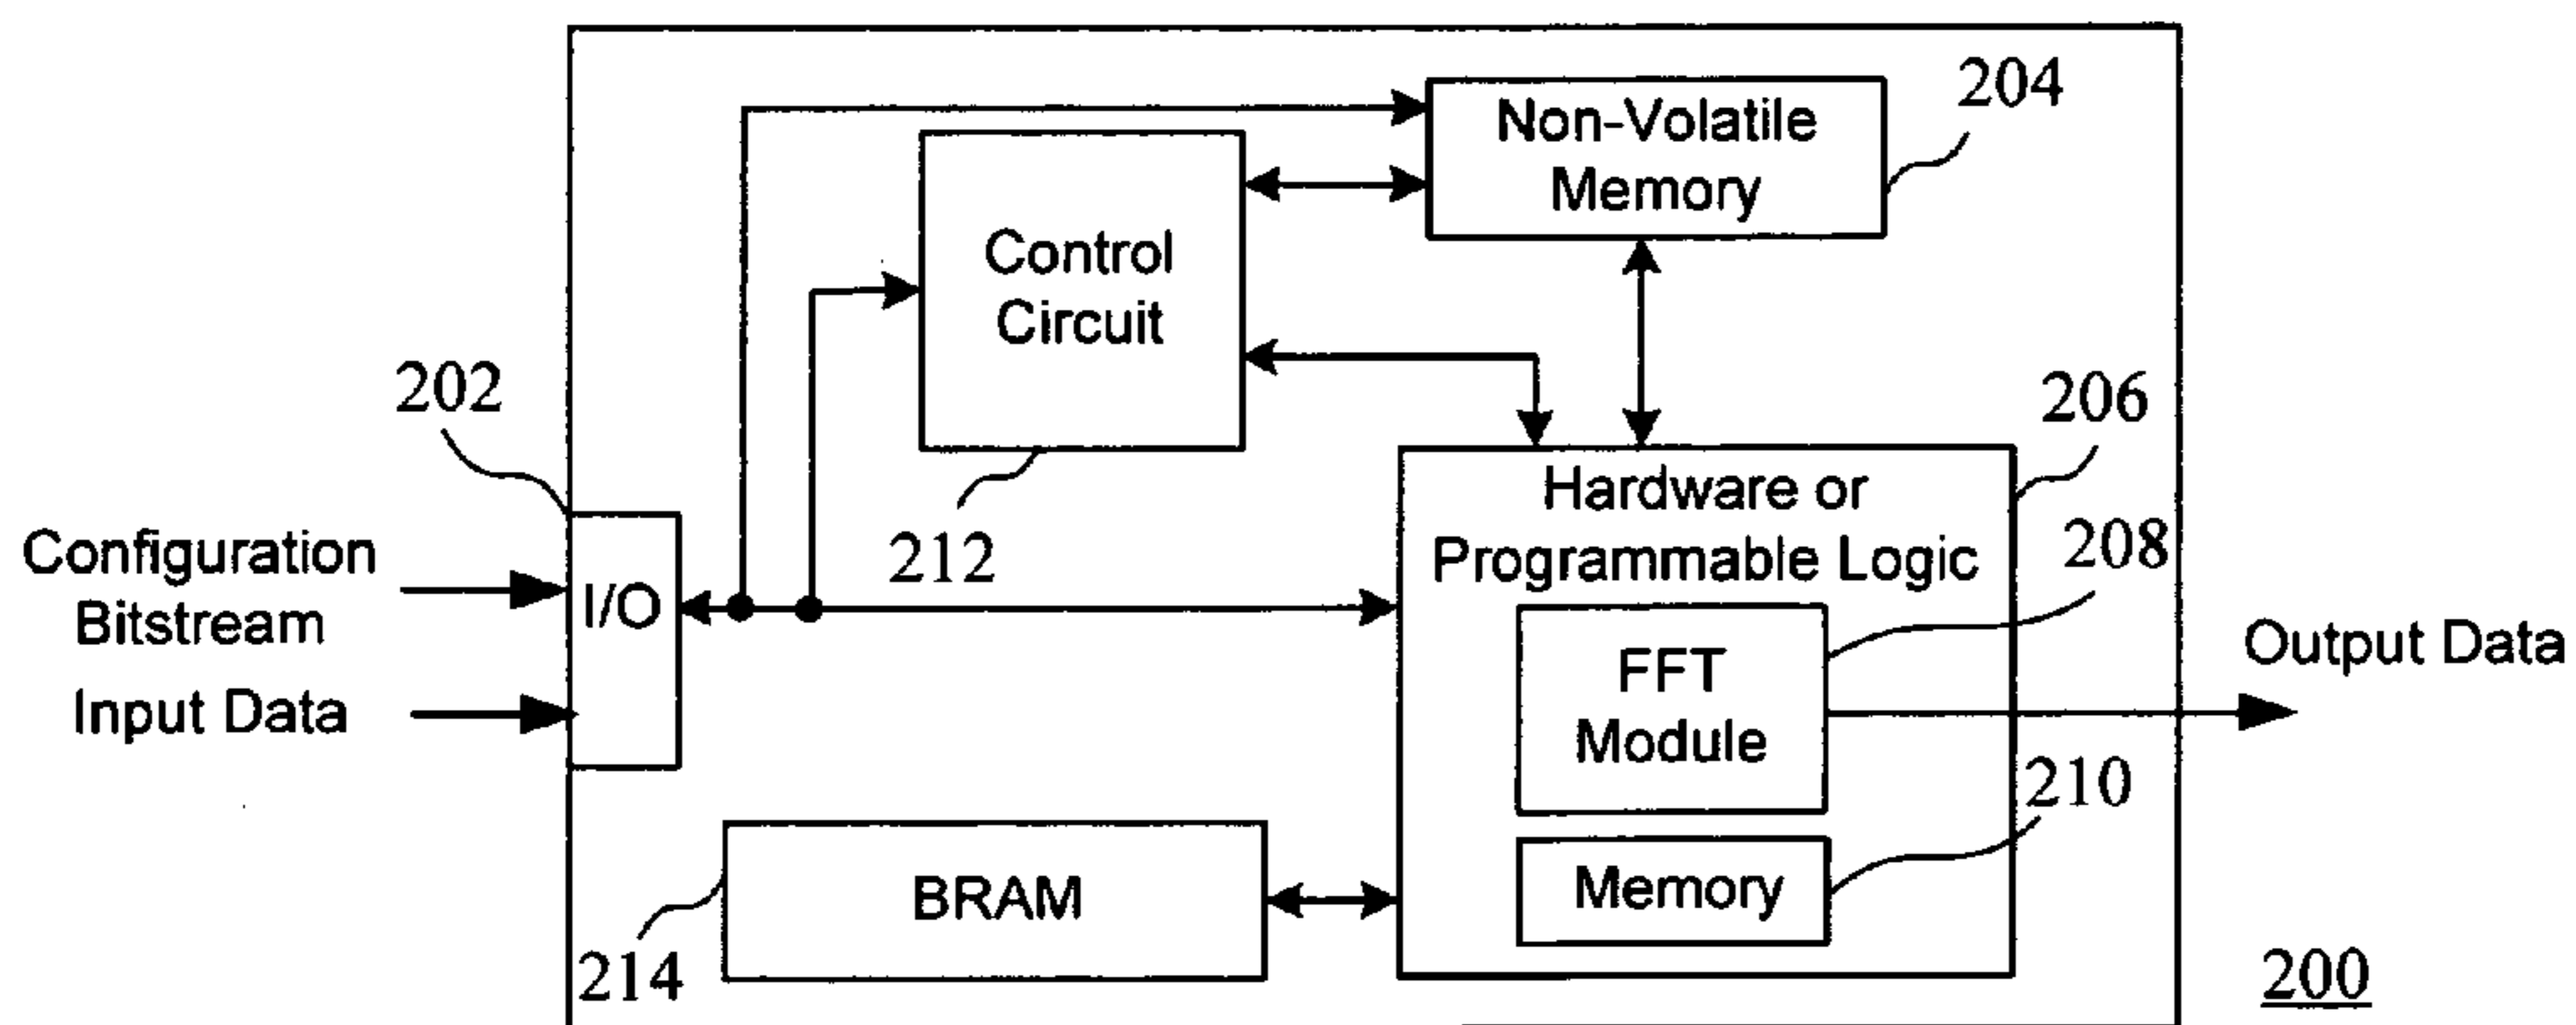 204
Non-Volatile
Memory
Control
Circuit
202
206
Hardware or
Programmable Logic
212
208
Configuration
Bitstream
I/O
FFT
Module
Output Data
Input Data
210
Memory
BRAM
214
200